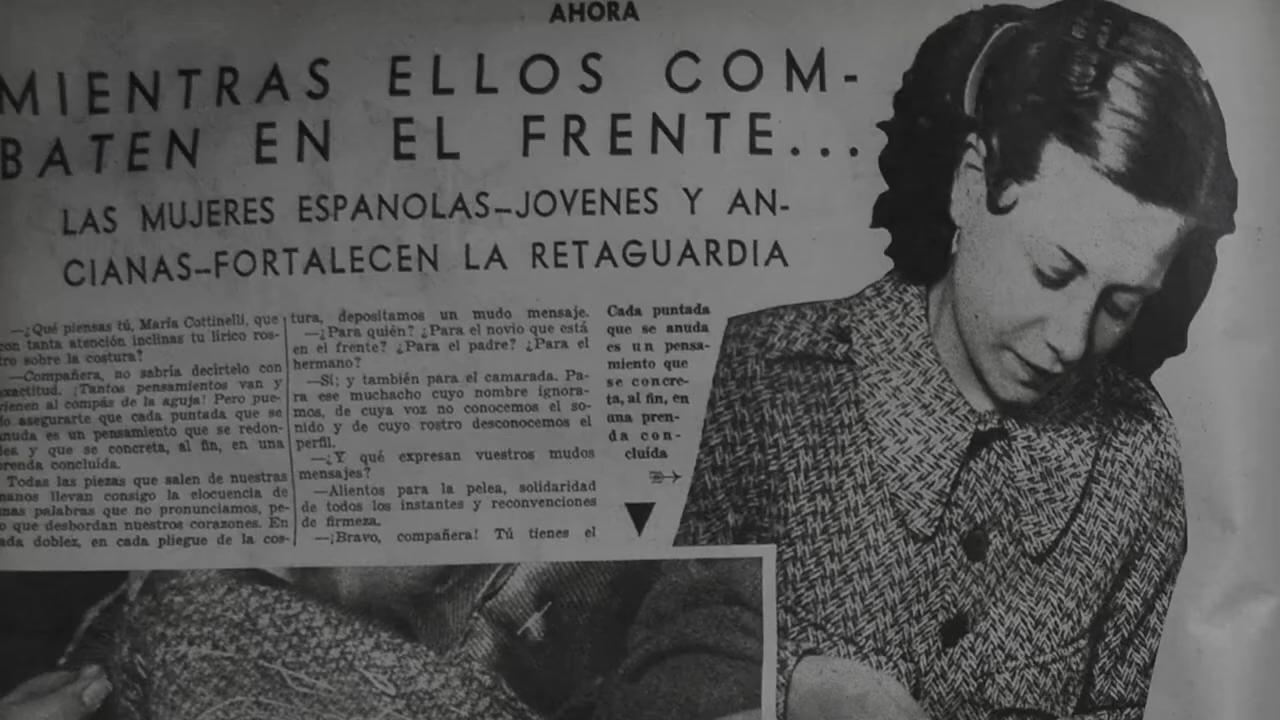 AHORA
MIENTRAS ELLOS COM-
BATEN EN EL FRENTE...
LAS MUJERES ESPANOLAS-JOVENES Y AN-
CIANAS-FORTALECEN LA RETAGUARDIA
—¿Qué piensas tú, María Cottinelli, que
con tanta atención inclinas tu lírico ros-
tro sobre la costura?
—Compañera, no sabría decírtelo con
exactitud. ¡Tantos pensamientos van y
vienen al compás de la aguja! Pero pue-
do asegurarte que cada puntada que se
anuda es un pensamiento que se redon-
dea y que se concreta, al fin, en una
prenda concluída.
Todas las piezas que salen de nuestras
manos llevan consigo la elocuencia de
unas palabras que no pronunciamos, pe-
o que desbordan nuestros corazones. En
ada doblez, en cada pliegue de la cos-
tura, depositamos un mudo mensaje.
—¿Para quién? ¿Para el novio que está
en el frente? ¿Para el padre? ¿Para el
hermano?
—Sí; y también para el camarada. Pa-
ra ese muchacho cuyo nombre ignora-
mos, de cuya voz no conocemos el so-
nido y de cuyo rostro desconocemos el
perfil.
—¿Y qué expresan vuestros mudos
mensajes?
—Alientos para la pelea, solidaridad
de todos los instantes y reconvenciones
de firmeza.
—¡Bravo, compañera! Tú tienes el
Cada puntada
que se anuda
es un pensa-
miento que
se concre-
ta, al fin, en
una pren-
da con-
cluída